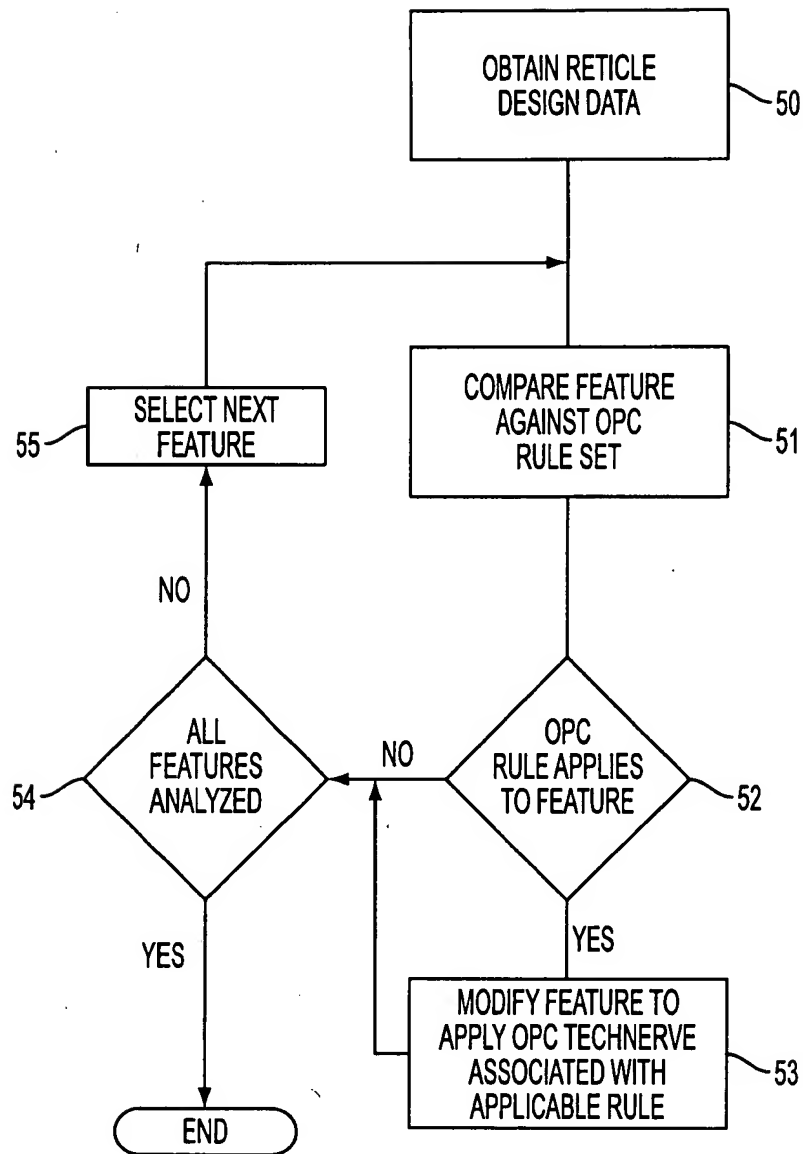 OBTAIN RETICLE
DESIGN DATA
50
COMPARE FEATURE
AGAINST OPC
RULE SET
51
SELECT NEXT
FEATURE
55
NO
ALL
FEATURES
ANALYZED
54
NO
OPC
RULE APPLIES
TO FEATURE
52
YES
YES
MODIFY FEATURE TO
APPLY OPC TECHNERVE
ASSOCIATED WITH
APPLICABLE RULE
53
END